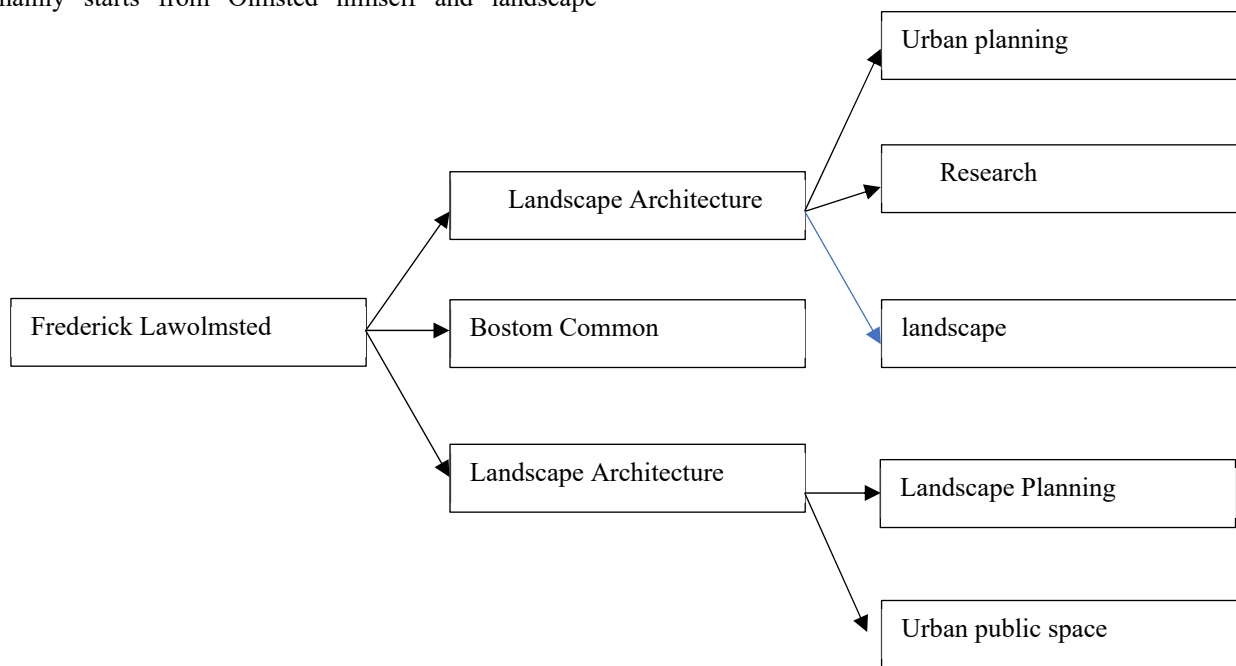 mainly starts from Olmsted himself and landscape
Urban planning
Research
Landscape Architecture
Frederick Lawolmsted
Bostom Common
landscape
Landscape Architecture
Landscape Planning
Urban public space